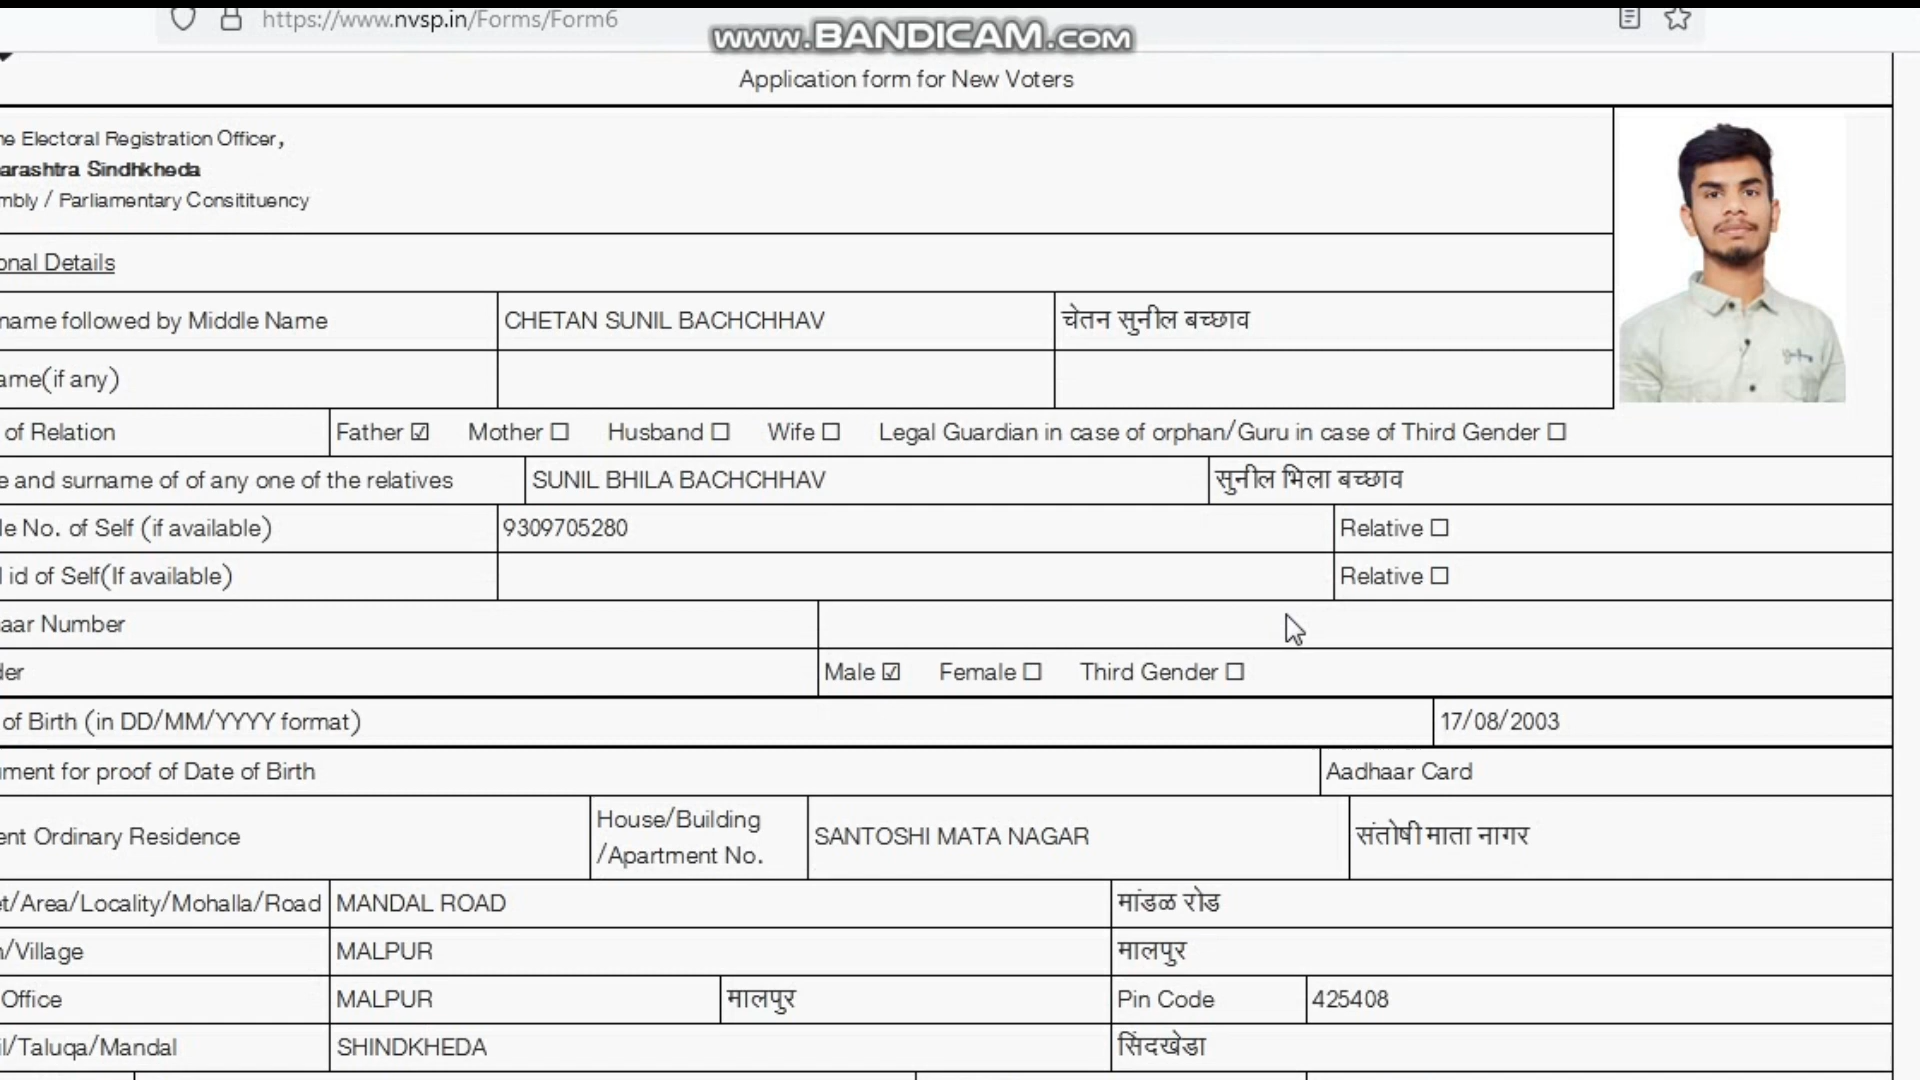 https://www.nvsp.in/Forms/Form6
www.BANDICAM.com
Application form for New Voters
ne Electoral Registration Officer,
arashtra Sindhkheda
mbly / Parliamentary Consitituency
onal Details
name followed by Middle Name CHETAN SUNIL BACHCHHAV चेतन सुनील बच्छाव
ame(if any)
of Relation Father ☑ Mother ☐ Husband ☐ Wife ☐ Legal Guardian in case of orphan/Guru in case of Third Gender ☐
e and surname of of any one of the relatives SUNIL BHILA BACHCHHAV सुनील भिला बच्छाव
le No. of Self (if available) 9309705280 Relative ☐
l id of Self(If available) Relative ☐
aar Number
der Male ☑ Female ☐ Third Gender ☐
of Birth (in DD/MM/YYYY format) 17/08/2003
ument for proof of Date of Birth Aadhaar Card
ent Ordinary Residence House/Building /Apartment No. SANTOSHI MATA NAGAR संतोषी माता नागर
et/Area/Locality/Mohalla/Road MANDAL ROAD मांडळ रोड
n/Village MALPUR मालपुर
Office MALPUR मालपुर Pin Code 425408
il/Taluqa/Mandal SHINDKHEDA सिंदखेडा